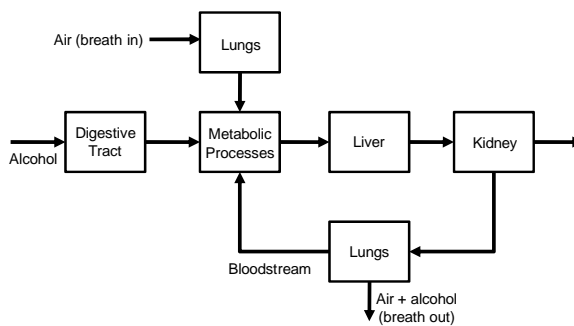 Air (breath in)
Lungs
Alcohol
Digestive
Tract
Metabolic
Processes
Liver
Kidney
Bloodstream
Lungs
Air + alcohol
(breath out)